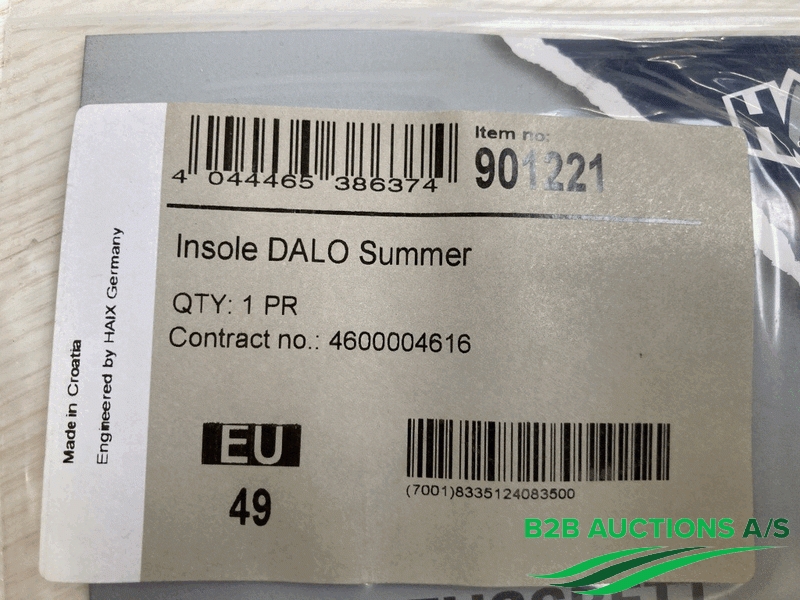 Item no:
901221
4 044465 386374
Insole DALO Summer
QTY: 1 PR
Contract no.: 4600004616
Made in Croatia
Engineered by HAIX Germany
EU
49
(7001)8335124083500
B2B AUCTIONS A/S